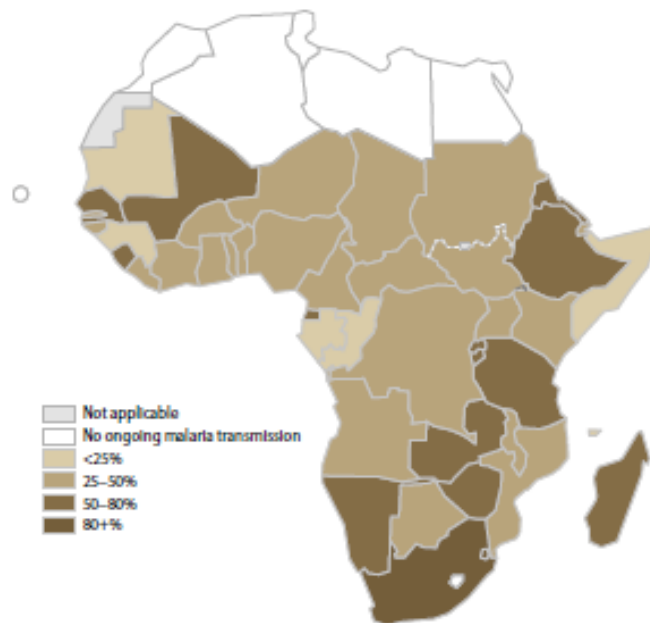 Not applicable
No ongoing malaria transmission
<25%
25–50%
50–80%
80+%